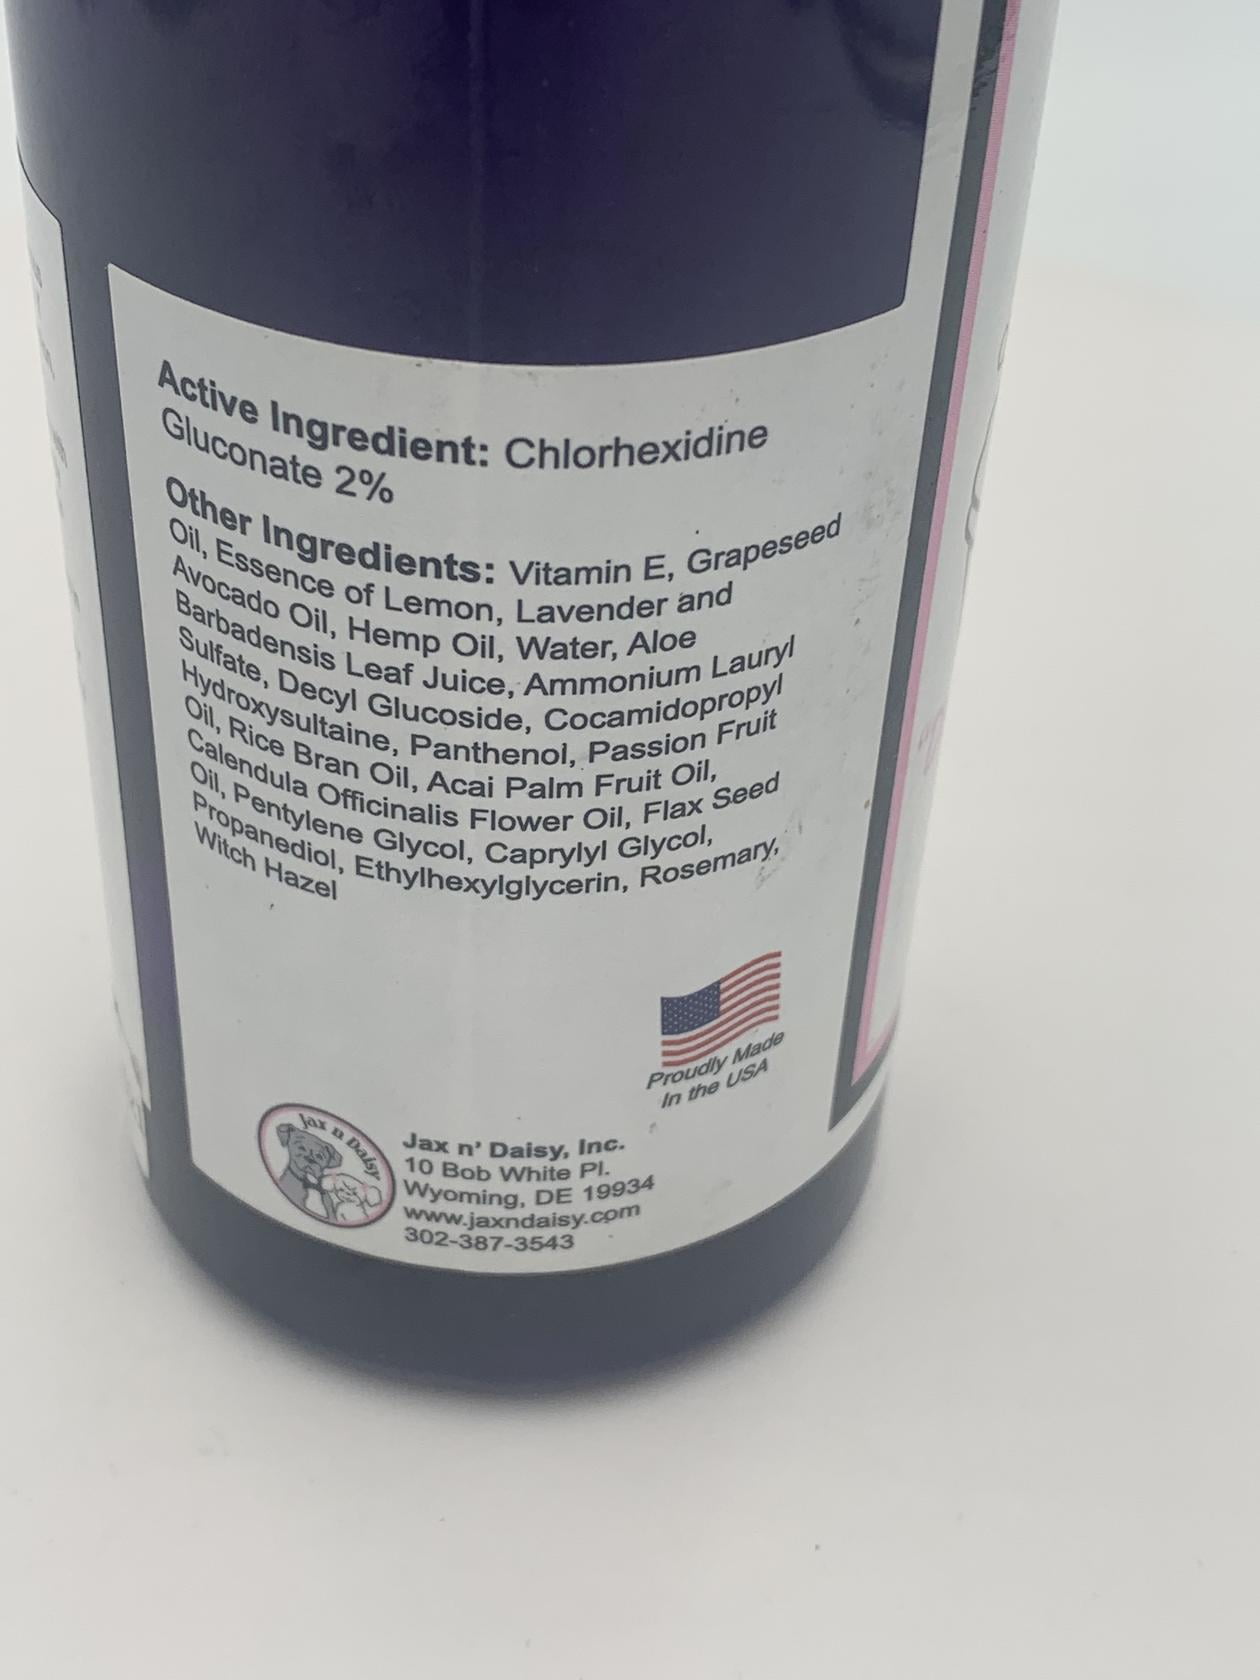 Active Ingredient: Chlorhexidine
Gluconate 2%
Other Ingredients: Vitamin E, Grapeseed
Oil, Essence of Lemon, Lavender and
Avocado Oil, Hemp Oil, Water, Aloe
Barbadensis Leaf Juice, Ammonium Lauryl
Sulfate, Decyl Glucoside, Cocamidopropyl
Hydroxysultaine, Panthenol, Passion Fruit
Oil, Rice Bran Oil, Acai Palm Fruit Oil,
Calendula Officinalis Flower Oil, Flax Seed
Oil, Pentylene Glycol, Caprylyl Glycol,
Propanediol, Ethylhexylglycerin, Rosemary,
Witch Hazel
Proudly Made
In the USA
Jax n Daisy
Jax n' Daisy, Inc.
10 Bob White Pl.
Wyoming, DE 19934
www.jaxndaisy.com
302-387-3543